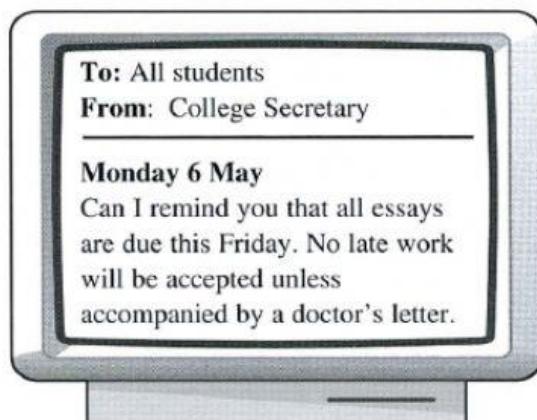 To: All students
From: College Secretary
Monday 6 May
Can I remind you that all essays
are due this Friday. No late work
will be accepted unless
accompanied by a doctor's letter.